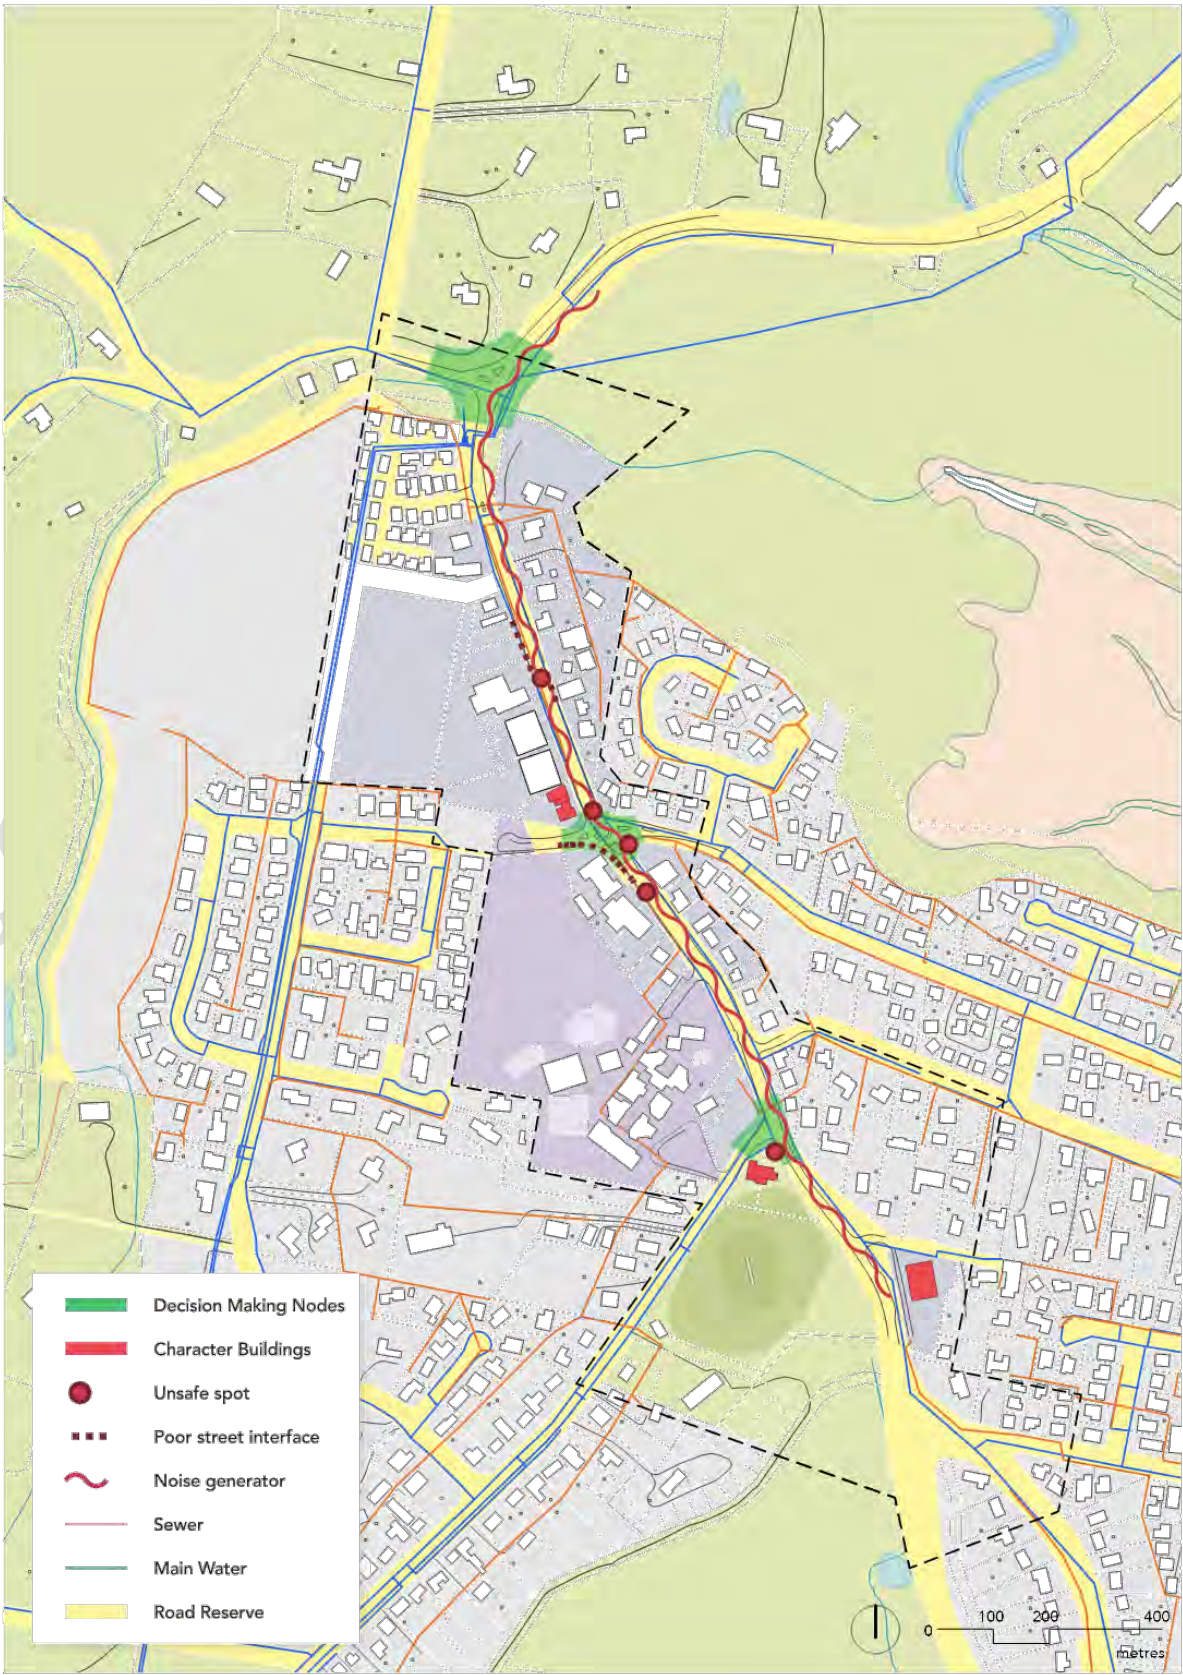 Decision Making Nodes
Character Buildings
Unsafe spot
Poor street interface
Noise generator
Sewer
Main Water
Road Reserve
0 100 200 400
metres